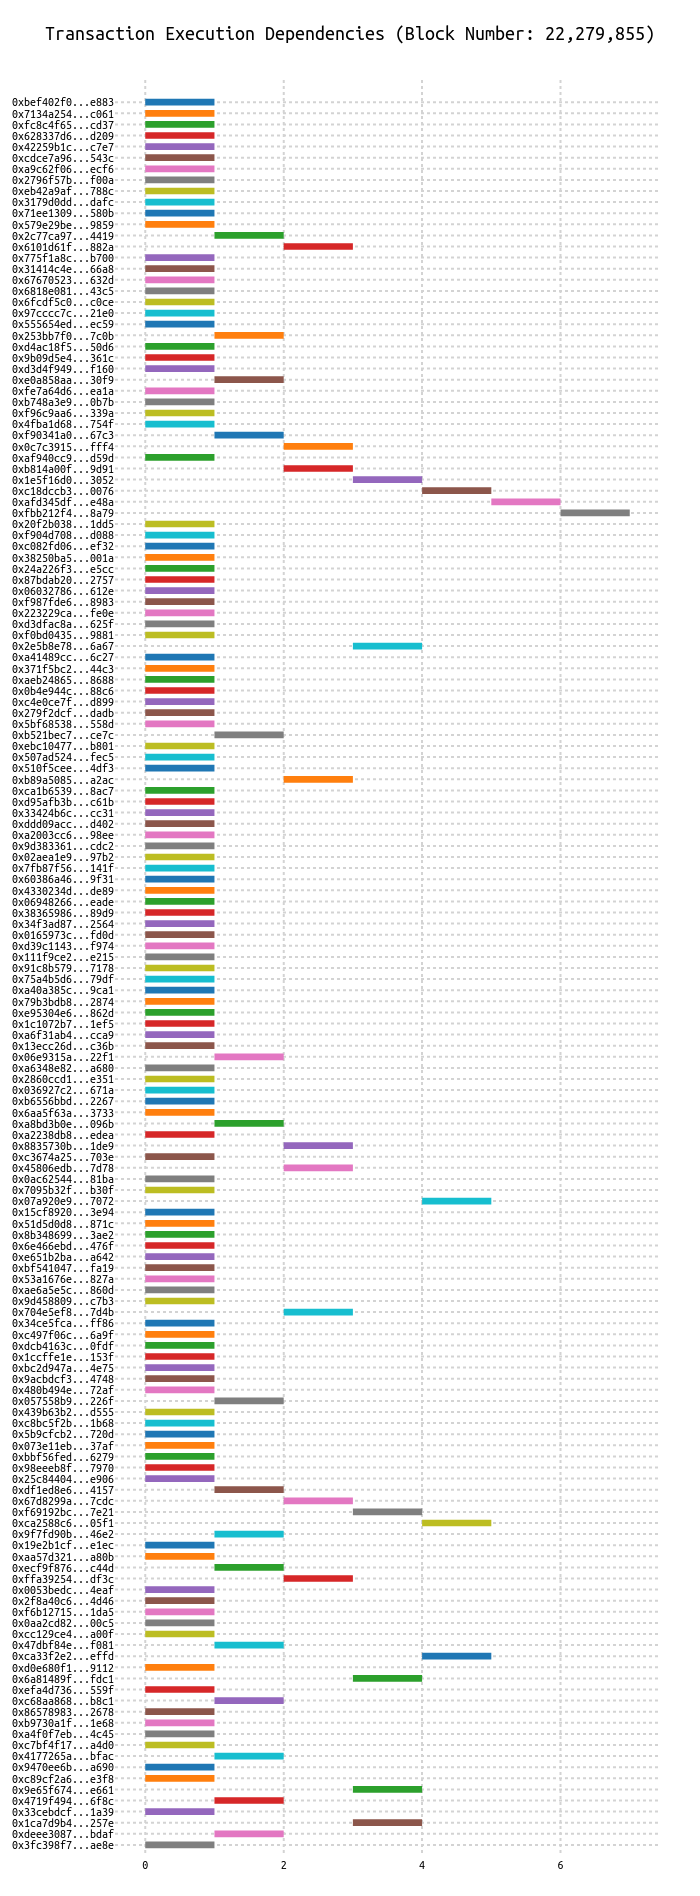 Transaction Execution Dependencies (Block Number: 22,279,855)
0xbef402f0...e883
0x7134a254...c061
0xfc8c4f65...cd37
0x628337d6...d209
0x42259b1c...c7e7
0xcdce7a96...543c
0xa9c62f06...ecf6
0x2796f57b...f00a
0xeb42a9af...788c
0x3179d0dd...dafc
0x71ee1309...580b
0x579e29be...9859
0x2c77ca97...4419
0x6101d61f...882a
0x775f1a8c...b700
0x31414c4e...66a8
0x67670523...632d
0x6818e081...43c5
0x6fcdf5c0...c0ce
0x97cccc7c...21e0
0x555654ed...ec59
0x253bb7f0...7c0b
0xd4ac18f5...50d6
0x9b09d5e4...361c
0xd3d4f949...f160
0xe0a858aa...30f9
0xfe7a64d6...ea1a
0xb748a3e9...0b7b
0xf96c9aa6...339a
0x4fba1d68...754f
0xf90341a0...67c3
0x0c7c3915...fff4
0xaf940cc9...d59d
0xb814a00f...9d91
0x1e5f16d0...3052
0xc18dccb3...0076
0xafd345df...e48a
0xfbb212f4...8a79
0x20f2b038...1dd5
0xf904d708...d088
0xc082fd06...ef32
0x38250ba5...001a
0x24a226f3...e5cc
0x87bdab20...2757
0x06032786...612e
0xf987fde6...8983
0x223229ca...fe0e
0xd3dfac8a...625f
0xf0bd0435...9881
0x2e5b8e78...6a67
0xa41489cc...6c27
0x371f5bc2...44c3
0xaeb24865...8688
0x0b4e944c...88c6
0xc4e0ce7f...d899
0x279f2dcf...dadb
0x5bf68538...558d
0xb521bec7...ce7c
0xebc10477...b801
0x507ad524...fec5
0x510f5cee...4df3
0xb89a5085...a2ac
0xca1b6539...8ac7
0xd95afb3b...c61b
0x33424b6c...cc31
0xddd09acc...d402
0xa2003cc6...98ee
0x9d383361...cdc2
0x02aea1e9...97b2
0x7fb87f56...141f
0x60386a46...9f31
0x4330234d...de89
0x06948266...eade
0x38365986...89d9
0x34f3ad87...2564
0x0165973c...fd0d
0xd39c1143...f974
0x111f9ce2...e215
0x91c8b579...7178
0x75a4b5d6...79df
0xa40a385c...9ca1
0x79b3bdb8...2874
0xe95304e6...862d
0x1c1072b7...1ef5
0xa6f31ab4...cca9
0x13ecc26d...c36b
0x06e9315a...22f1
0xa6348e82...a680
0x2860ccd1...e351
0x036927c2...671a
0xb6556bbd...2267
0x6aa5f63a...3733
0xa8bd3b0e...096b
0xa2238db8...edea
0x8835730b...1de9
0xc3674a25...703e
0x45806edb...7d78
0x0ac62544...81ba
0x7095b32f...b30f
0x07a920e9...7072
0x15cf8920...3e94
0x51d5d0d8...871c
0x8b348699...3ae2
0x6e466ebd...476f
0xe651b2ba...a642
0xbf541047...fa19
0x53a1676e...827a
0xae6a5e5c...860d
0x9d458809...c7b3
0x704e5ef8...7d4b
0x34ce5fca...ff86
0xc497f06c...6a9f
0xdcb4163c...0fdf
0x1ccffe1e...153f
0xbc2d947a...4e75
0x9acbdcf3...4748
0x480b494e...72af
0x057558b9...226f
0x439b63b2...d555
0xc8bc5f2b...1b68
0x5b9cfcb2...720d
0x073e11eb...37af
0xbbf56fed...6279
0x98eeeb8f...7970
0x25c84404...e906
0xdf1ed8e6...4157
0x67d8299a...7cdc
0xf69192bc...7e21
0xca2588c6...05f1
0x9f7fd90b...46e2
0x19e2b1cf...e1ec
0xaa57d321...a80b
0xecf9f876...c44d
0xffa39254...df3c
0x0053bedc...4eaf
0x2f8a40c6...4d46
0xf6b12715...1da5
0x0aa2cd82...00c5
0xcc129ce4...a00f
0x47dbf84e...f081
0xca33f2e2...effd
0xd0e680f1...9112
0x6a81489f...fdc1
0xefa4d736...559f
0xc68aa868...b8c1
0x86578983...2678
0xb9730a1f...1e68
0xa4f0f7eb...4c45
0xc7bf4f17...a4d0
0x4177265a...bfac
0x9470ee6b...a690
0xc89cf2a6...e3f8
0x9e65f674...e661
0x4719f494...6f8c
0x33cebdcf...1a39
0x1ca7d9b4...257e
0xdeee3087...bdaf
0x3fc398f7...ae8e
0 2 4 6